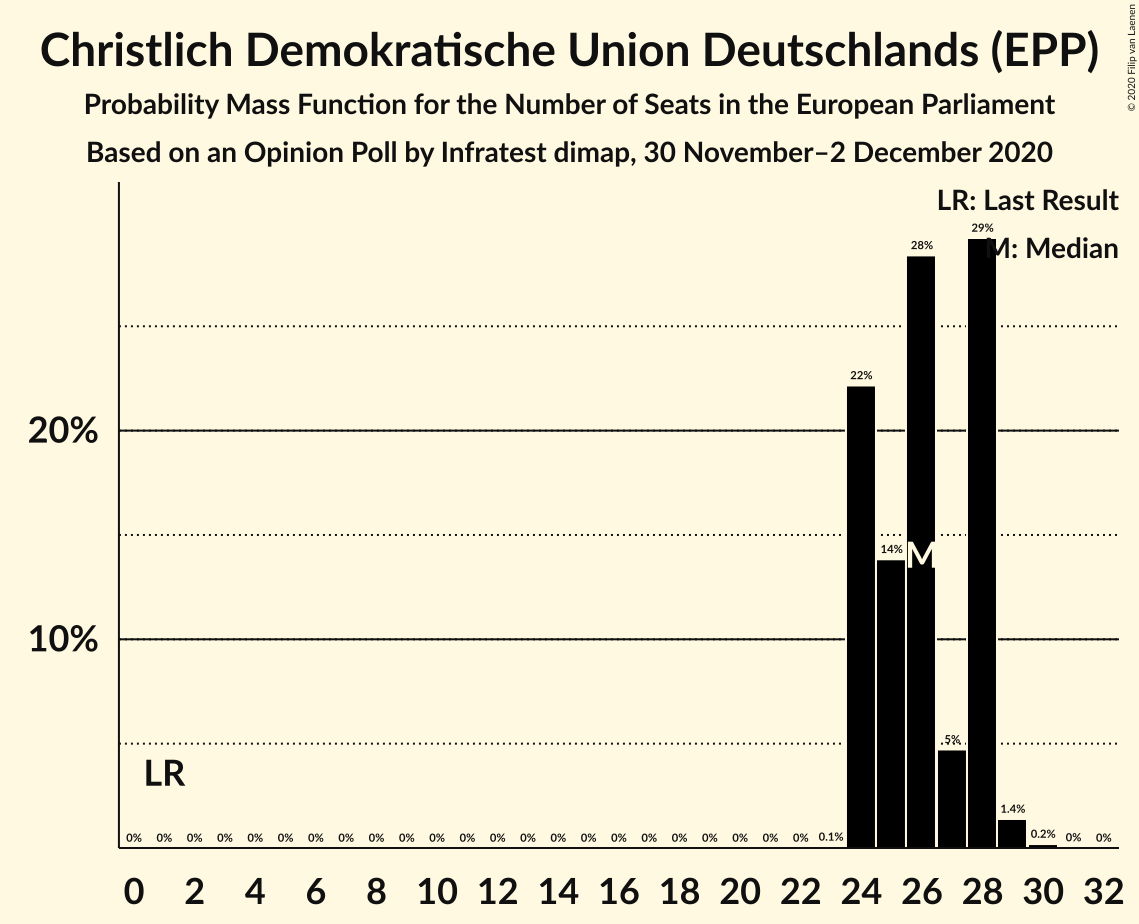 Christlich Demokratische Union Deutschlands (EPP)
Probability Mass Function for the Number of Seats in the European Parliament
Based on an Opinion Poll by Infratest dimap, 30 November–2 December 2020
© 2020 Filip van Laenen
LR: Last Result
M: Median
29%
28%
22%
20%
14%
M
10%
5%
LR
1.4%
0% 0% 0% 0% 0% 0% 0% 0% 0% 0% 0% 0% 0% 0% 0% 0% 0% 0% 0% 0% 0% 0% 0% 0.1% 0.2% 0% 0%
0 2 4 6 8 10 12 14 16 18 20 22 24 26 28 30 32